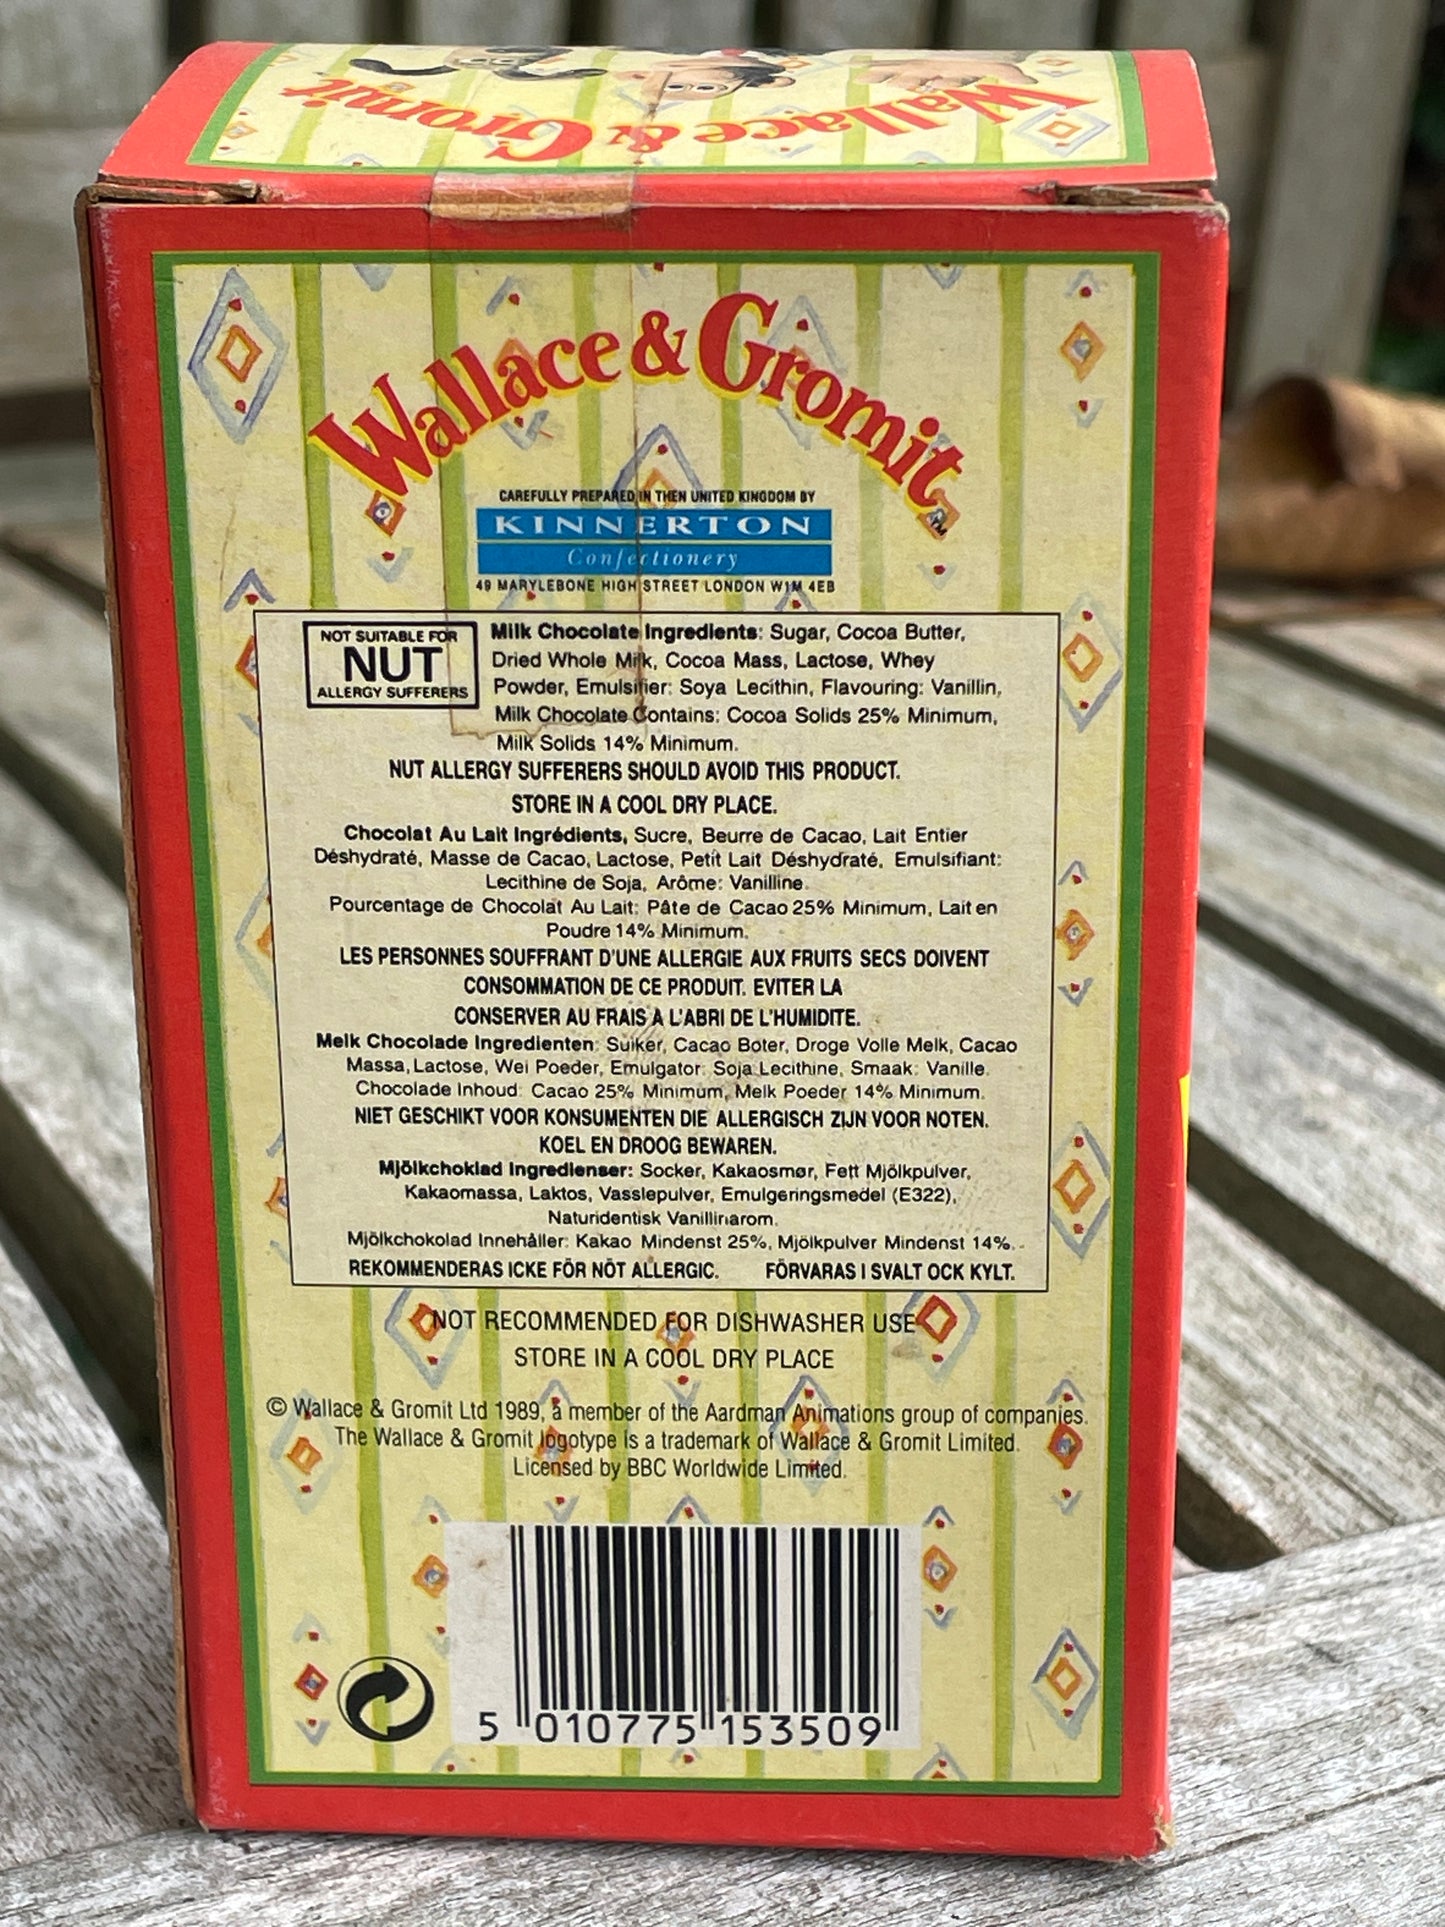 Wallace & Gromit
Wallace & Gromit™
CAREFULLY PREPARED IN THEN UNITED KINGDOM BY
KINNERTON
Confectionery
49 MARYLEBONE HIGH STREET LONDON W1M 4EB
NOT SUITABLE FOR
NUT
ALLERGY SUFFERERS
Milk Chocolate Ingredients: Sugar, Cocoa Butter,
Dried Whole Milk, Cocoa Mass, Lactose, Whey
Powder, Emulsifier: Soya Lecithin, Flavouring: Vanillin,
Milk Chocolate Contains: Cocoa Solids 25% Minimum,
Milk Solids 14% Minimum.
NUT ALLERGY SUFFERERS SHOULD AVOID THIS PRODUCT.
STORE IN A COOL DRY PLACE.
Chocolat Au Lait Ingrédients, Sucre, Beurre de Cacao, Lait Entier
Déshydraté, Masse de Cacao, Lactose, Petit Lait Déshydraté, Emulsifiant:
Lecithine de Soja, Arôme: Vanilline.
Pourcentage de Chocolat Au Lait: Pâte de Cacao 25% Minimum, Lait en
Poudre 14% Minimum.
LES PERSONNES SOUFFRANT D'UNE ALLERGIE AUX FRUITS SECS DOIVENT
CONSOMMATION DE CE PRODUIT. EVITER LA
CONSERVER AU FRAIS A L'ABRI DE L'HUMIDITE.
Melk Chocolade Ingredienten: Suiker, Cacao Boter, Droge Volle Melk, Cacao
Massa, Lactose, Wei Poeder, Emulgator: Soja Lecithine, Smaak: Vanille.
Chocolade Inhoud: Cacao 25% Minimum, Melk Poeder 14% Minimum.
NIET GESCHIKT VOOR KONSUMENTEN DIE ALLERGISCH ZIJN VOOR NOTEN.
KOEL EN DROOG BEWAREN.
Mjölkchoklad Ingredienser: Socker, Kakaosmør, Fett Mjölkpulver,
Kakaomassa, Laktos, Vasslepulver, Emulgeringsmedel (E322),
Naturidentisk Vanillinarom.
Mjölkchokolad Innehåller: Kakao Mindenst 25%, Mjölkpulver Mindenst 14%.
REKOMMENDERAS ICKE FÖR NÖT ALLERGIC. FÖRVARAS I SVALT OCK KYLT.
NOT RECOMMENDED FOR DISHWASHER USE
STORE IN A COOL DRY PLACE
© Wallace & Gromit Ltd 1989, a member of the Aardman Animations group of companies.
The Wallace & Gromit logotype is a trademark of Wallace & Gromit Limited.
Licensed by BBC Worldwide Limited.
5 010775 153509